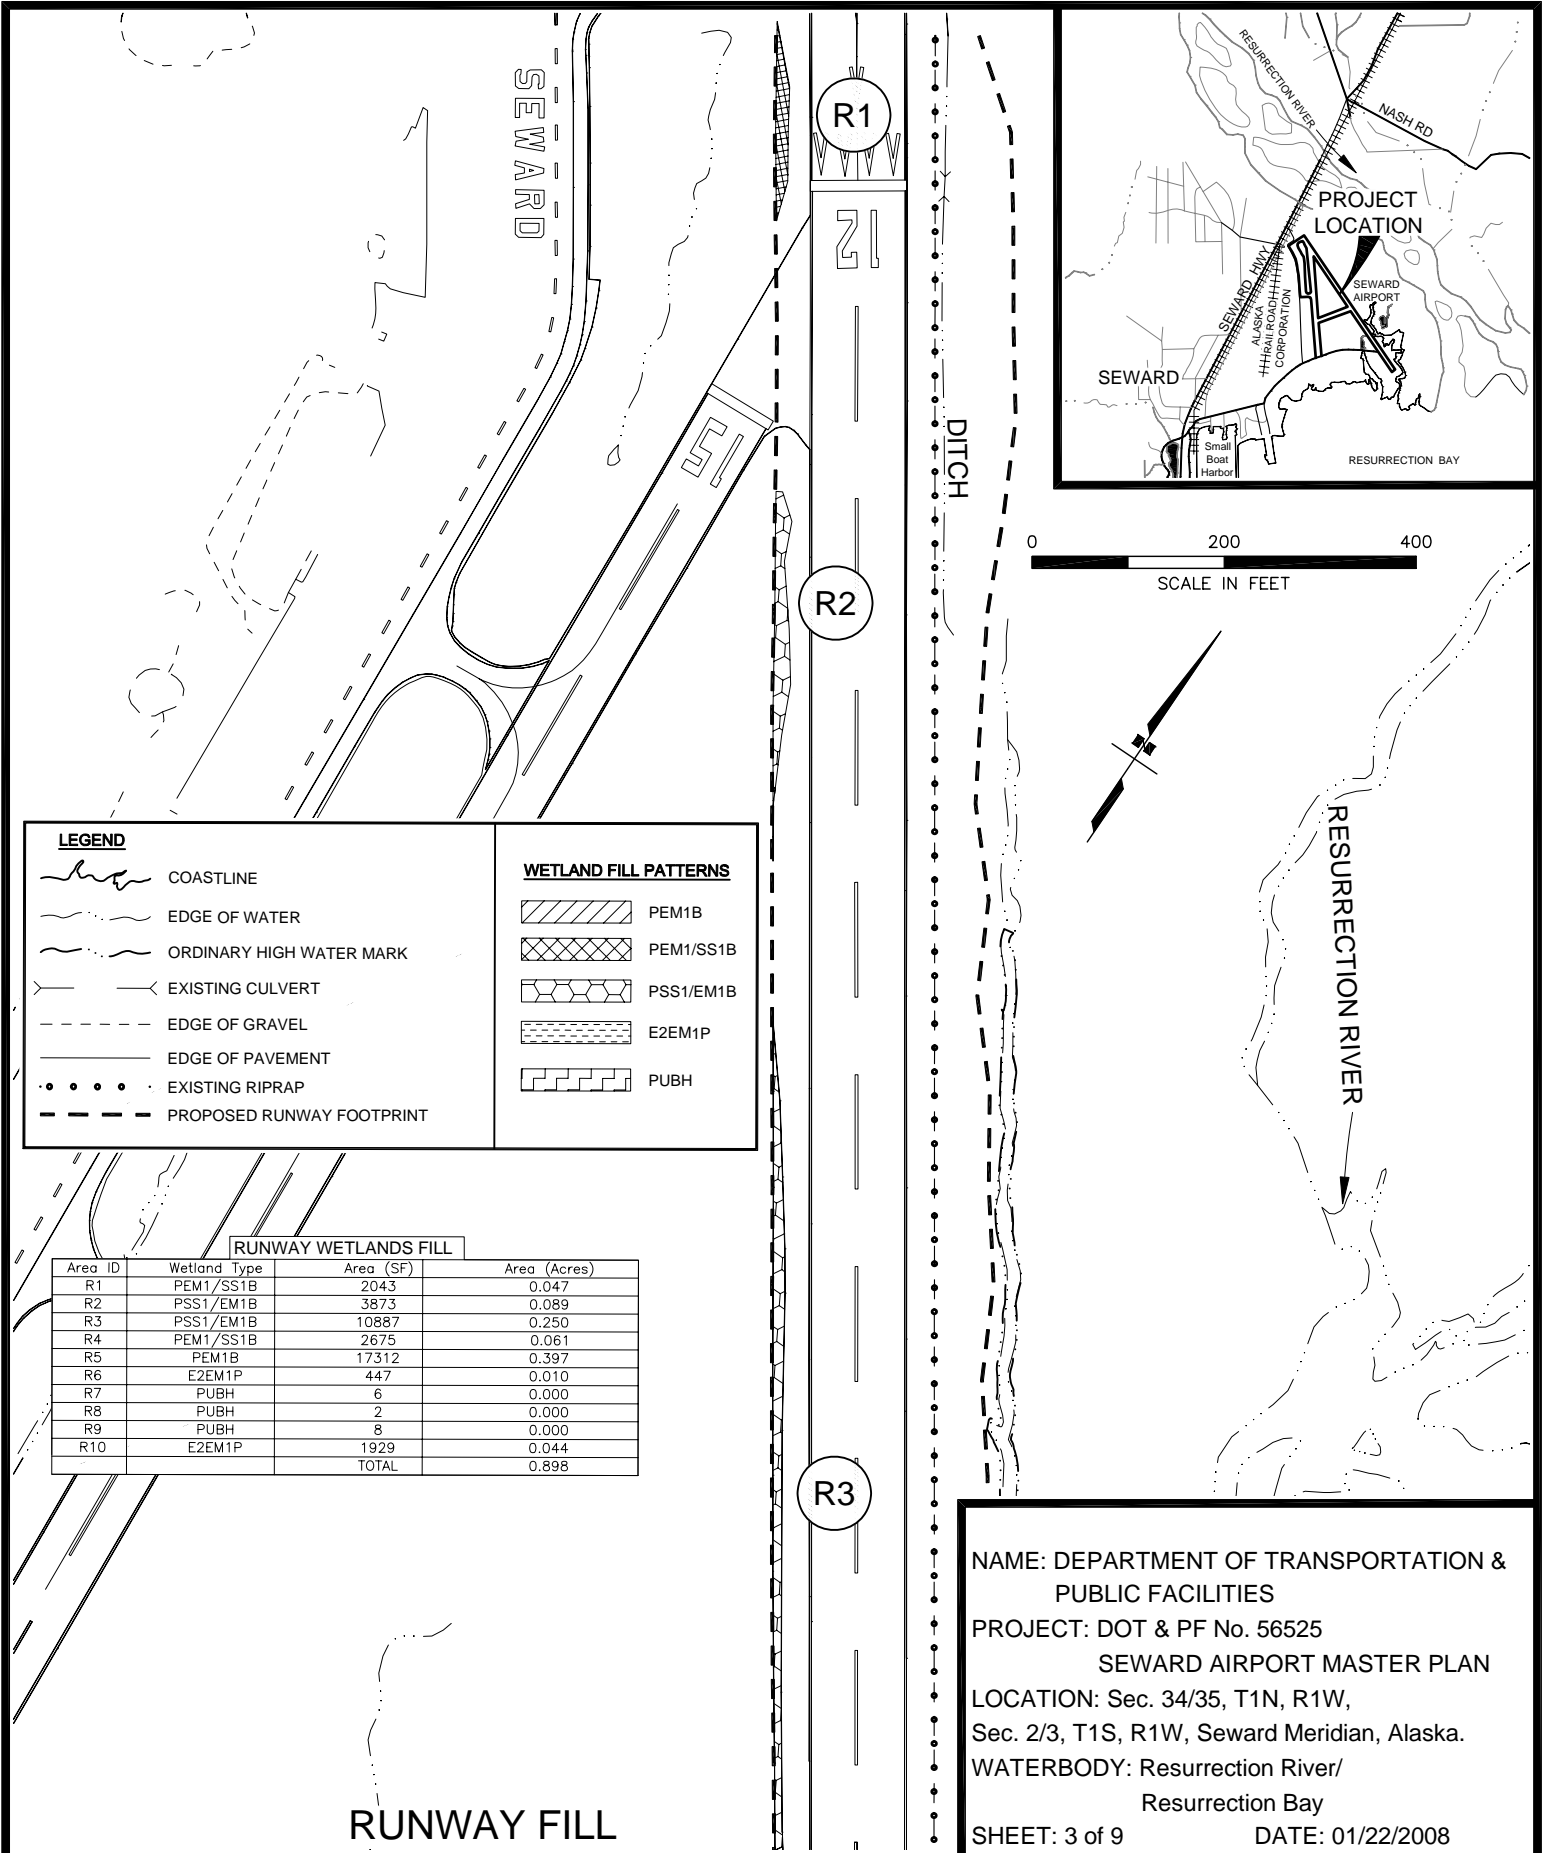 SEWARD
R1
12
15
DITCH
R2
R3
RESURRECTION RIVER
NASH RD
PROJECT
LOCATION
SEWARD HWY
ALASKA
RAILROAD
CORPORATION
SEWARD
AIRPORT
SEWARD
Small
Boat
Harbor
RESURRECTION BAY
0 200 400
SCALE IN FEET
N
RESURRECTION RIVER
LEGEND
COASTLINE
EDGE OF WATER
ORDINARY HIGH WATER MARK
EXISTING CULVERT
EDGE OF GRAVEL
EDGE OF PAVEMENT
EXISTING RIPRAP
PROPOSED RUNWAY FOOTPRINT
WETLAND FILL PATTERNS
PEM1B
PEM1/SS1B
PSS1/EM1B
E2EM1P
PUBH
RUNWAY WETLANDS FILL
Area ID Wetland Type Area (SF) Area (Acres)
R1 PEM1/SS1B 2043 0.047
R2 PSS1/EM1B 3873 0.089
R3 PSS1/EM1B 10887 0.250
R4 PEM1/SS1B 2675 0.061
R5 PEM1B 17312 0.397
R6 E2EM1P 447 0.010
R7 PUBH 6 0.000
R8 PUBH 2 0.000
R9 PUBH 8 0.000
R10 E2EM1P 1929 0.044
TOTAL 0.898
RUNWAY FILL
NAME: DEPARTMENT OF TRANSPORTATION &
PUBLIC FACILITIES
PROJECT: DOT & PF No. 56525
SEWARD AIRPORT MASTER PLAN
LOCATION: Sec. 34/35, T1N, R1W,
Sec. 2/3, T1S, R1W, Seward Meridian, Alaska.
WATERBODY: Resurrection River/
Resurrection Bay
SHEET: 3 of 9 DATE: 01/22/2008